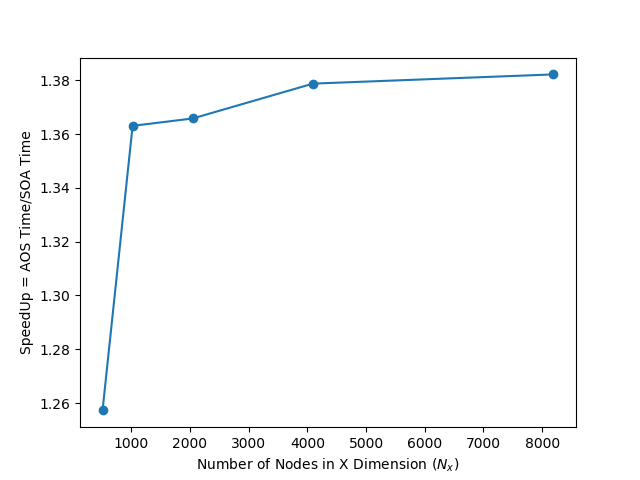 1.38
1.36
1.34
1.32
1.30
1.28
1.26
SpeedUp = AOS Time/SOA Time
1000 2000 3000 4000 5000 6000 7000 8000
Number of Nodes in X Dimension (Nₓ)